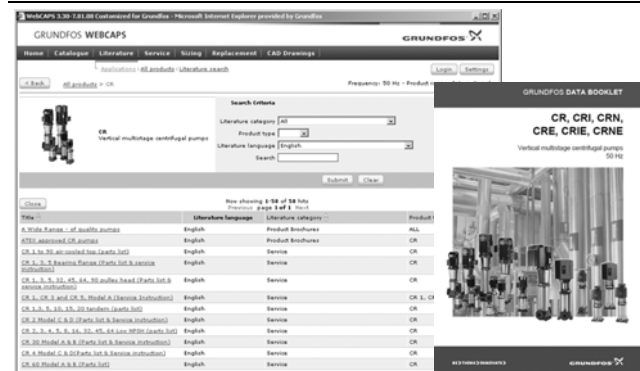 WebCAPS 3.30-7.01.08 Customized for Grundfos - Microsoft Internet Explorer provided by Grundfos
GRUNDFOS WEBCAPS
GRUNDFOS
Home Catalogue Literature Service Sizing Replacement CAD Drawings
Applications All products Literature search
Login Settings
< Back All products > CR
Frequency: 50 Hz - Product
Search Criteria
CR
Vertical multistage centrifugal pumps
Literature category All
Product type
Literature language English
Search
Submit Clear
Close
Now showing 1-58 of 58 hits
Previous page 1 of 1 Next
Title Literature language Literature category Product
A Wide Range - of quality pumps English Product Brochures ALL
ATEX approved CR pumps English Product Brochures CR
CR 1 to 90 air-cooled top (parts list) English Service CR
CR 1, 3, 5 Bearing flange (Parts list & service instruction) English Service CR
CR 1, 3, 5, 32, 45, 64, 90 pulley head (Parts list & service instruction) English Service CR
CR 1, CR 3 and CR 5, Model A (Service Instruction) English Service CR 1, C
CR 1,3, 5, 10, 15, 20 tandem (parts list) English Service CR
CR 2 Model C & D (Parts list & Service instruction) English Service CR
CR 2, 3, 4, 5, 8, 16, 32, 45, 64 Low NPSH (parts list) English Service CR
CR 30 Model A & B (Parts list & Service instruction) English Service CR
CR 4 Model C & D(Parts list & Service instruction) English Service CR
CR 60 Model A & B (Parts list) English Service CR
GRUNDFOS DATA BOOKLET
CR, CRI, CRN,
CRE, CRIE, CRNE
Vertical multistage centrifugal pumps
50 Hz
BE>THINK>INNOVATE>
GRUNDFOS